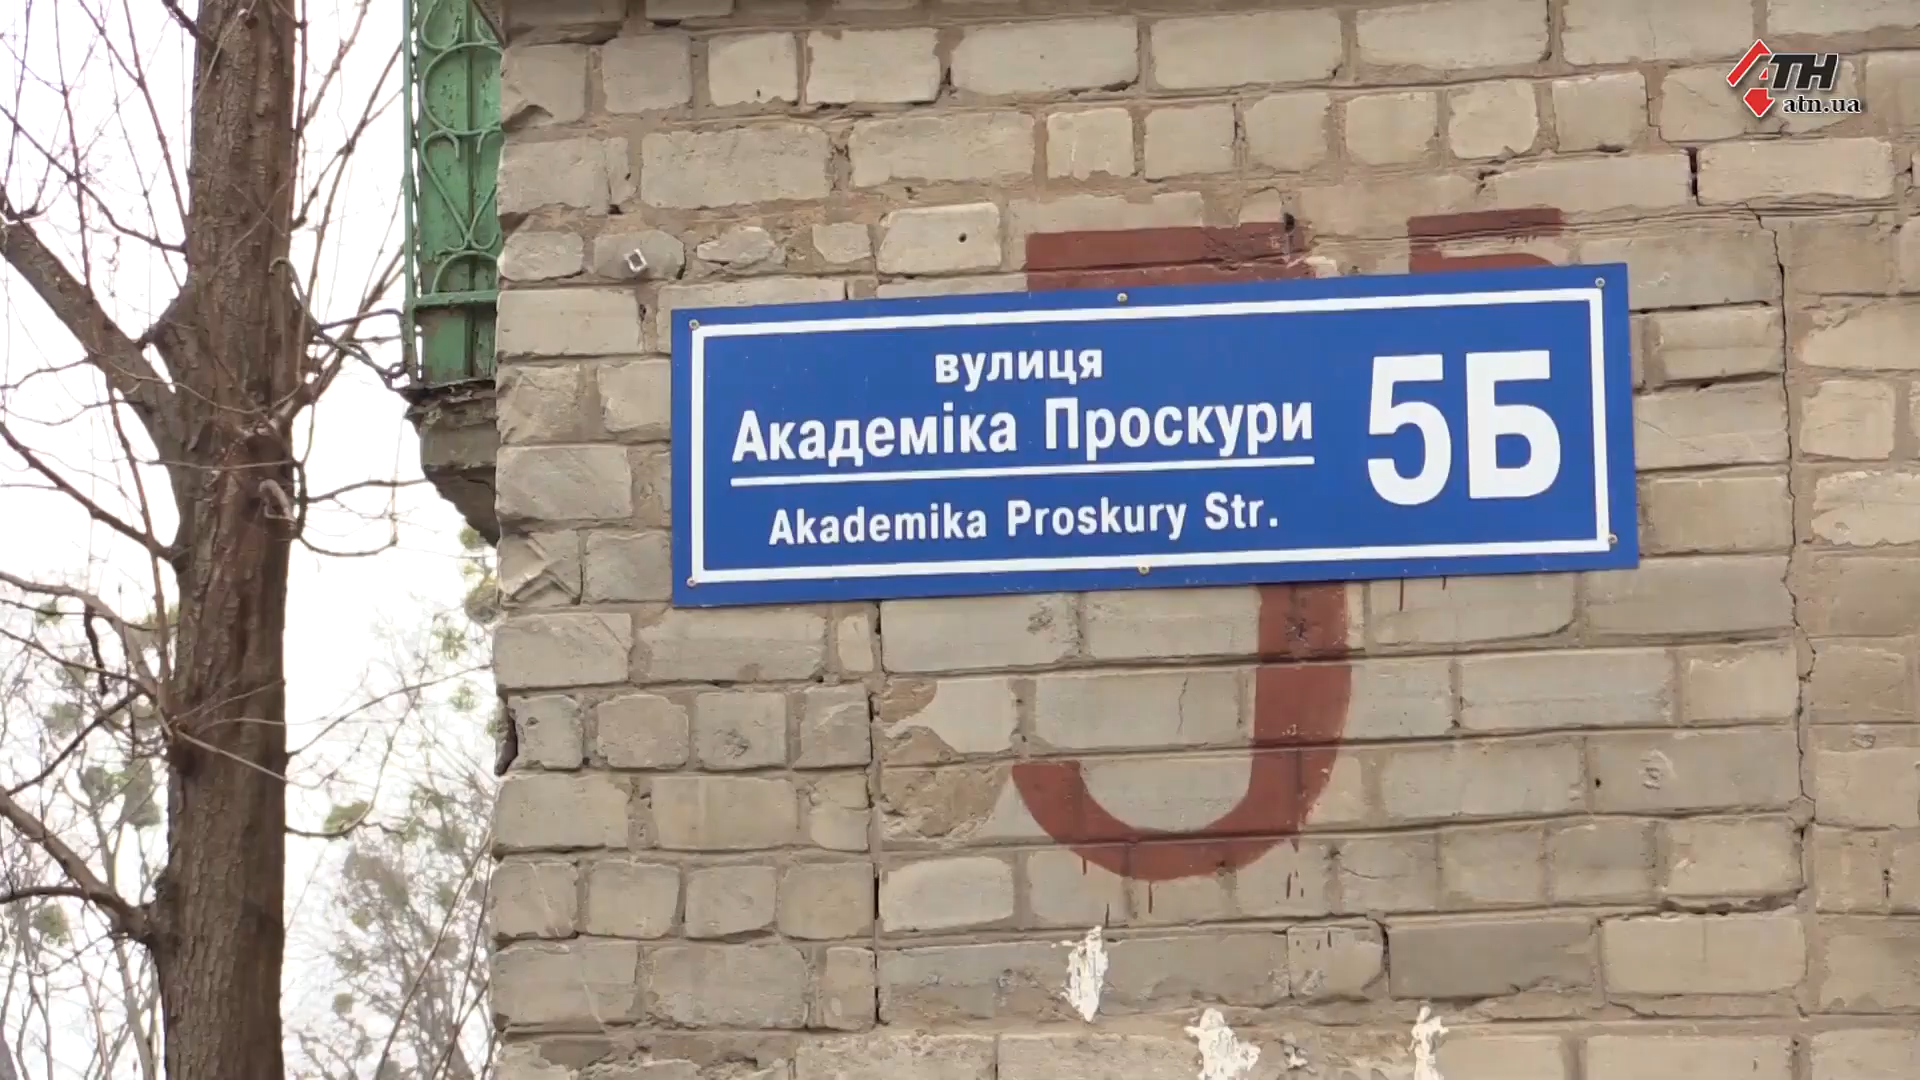 АТН
atn.ua
вулиця
Академіка Проскури
5Б
Akademika Proskury Str.